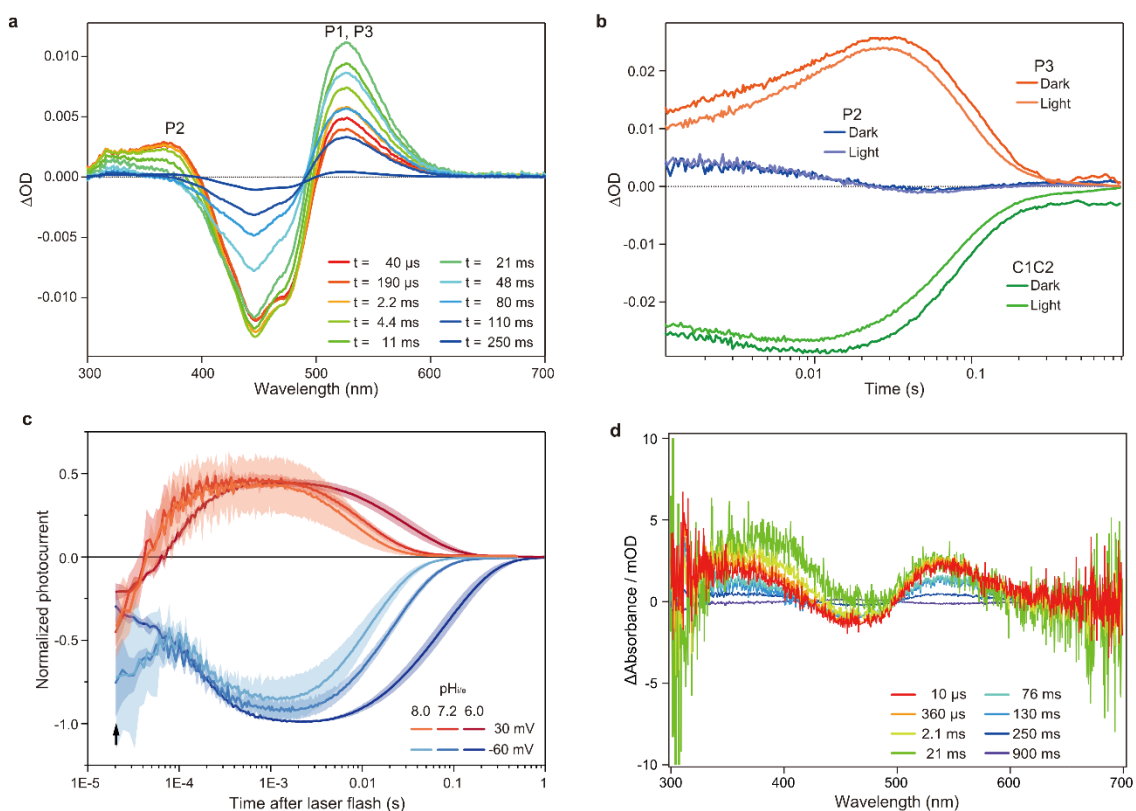 a
P1, P3
P2
0.010
0.005
0.000
-0.005
-0.010
ΔOD
t = 40 µs
t = 190 µs
t = 2.2 ms
t = 4.4 ms
t = 11 ms
t = 21 ms
t = 48 ms
t = 80 ms
t = 110 ms
t = 250 ms
300 400 500 600 700
Wavelength (nm)
b
0.02
0.01
0.00
-0.01
-0.02
ΔOD
P3
Dark
Light
P2
Dark
Light
C1C2
Dark
Light
0.01 0.1
Time (s)
c
0.5
0.0
-0.5
-1.0
Normalized photocurrent
pHi/e
8.0 7.2 6.0
30 mV
-60 mV
1E-5 1E-4 1E-3 0.01 0.1 1
Time after laser flash (s)
d
10
5
0
-5
-10
ΔAbsorbance / mOD
10 µs
360 µs
2.1 ms
21 ms
76 ms
130 ms
250 ms
900 ms
300 400 500 600 700
Wavelength (nm)